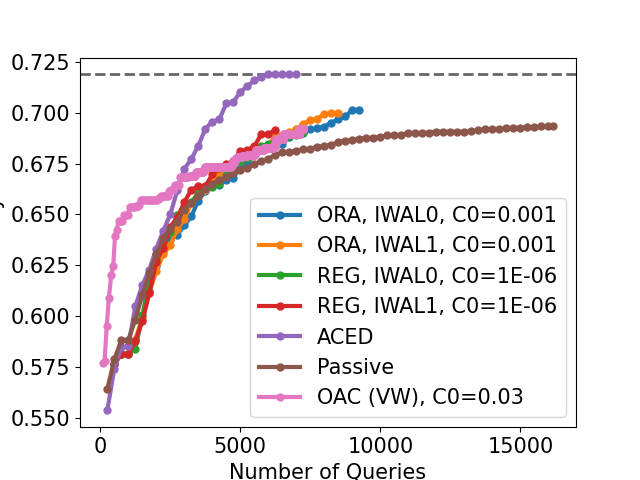 0.725
0.700
0.675
0.650
0.625
0.600
0.575
0.550
0 5000 10000 15000
Number of Queries
ORA, IWAL0, C0=0.001
ORA, IWAL1, C0=0.001
REG, IWAL0, C0=1E-06
REG, IWAL1, C0=1E-06
ACED
Passive
OAC (VW), C0=0.03